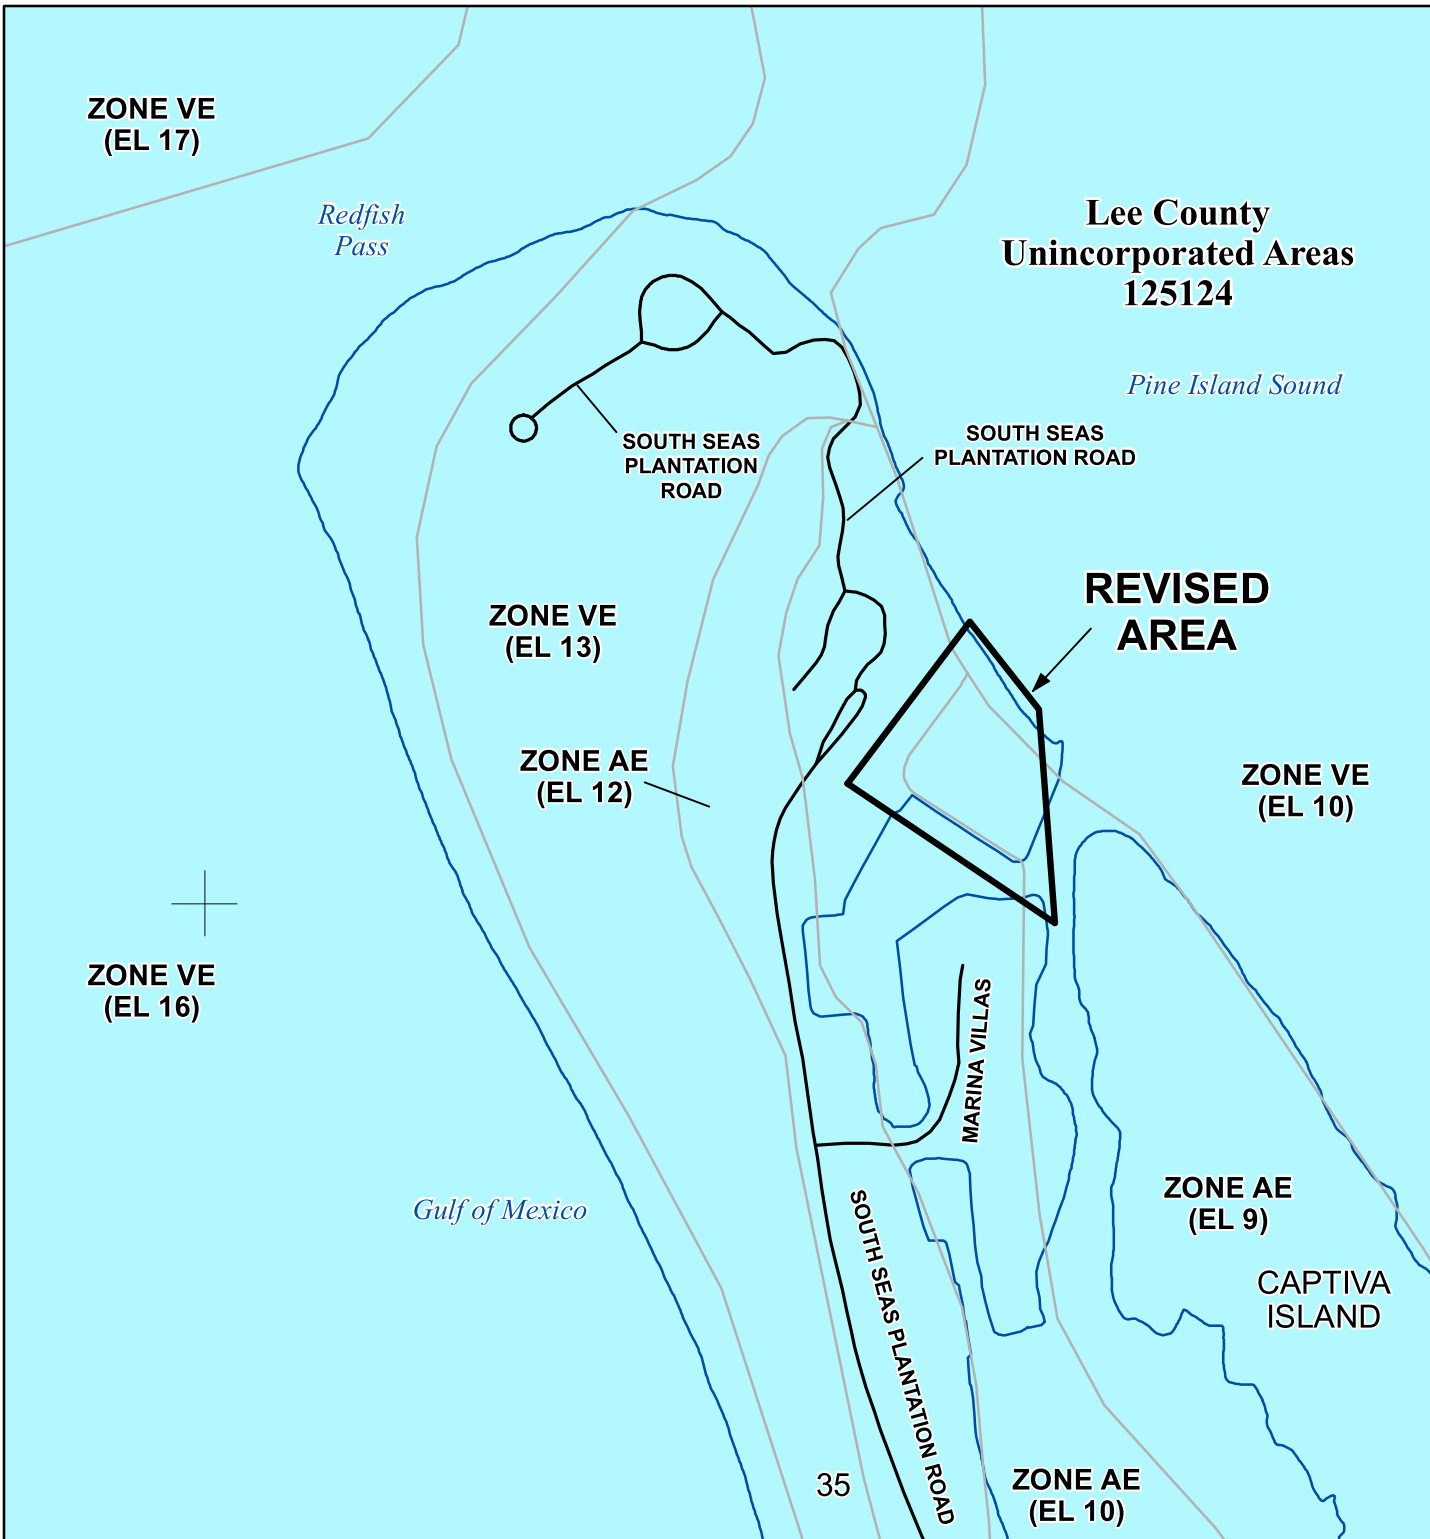 ZONE VE
(EL 17)
Redfish
Pass
Lee County
Unincorporated Areas
125124
Pine Island Sound
SOUTH SEAS
PLANTATION
ROAD
SOUTH SEAS
PLANTATION ROAD
REVISED
AREA
ZONE VE
(EL 13)
ZONE AE
(EL 12)
ZONE VE
(EL 10)
ZONE VE
(EL 16)
MARINA VILLAS
Gulf of Mexico
ZONE AE
(EL 9)
SOUTH SEAS PLANTATION ROAD
CAPTIVA
ISLAND
35
ZONE AE
(EL 10)